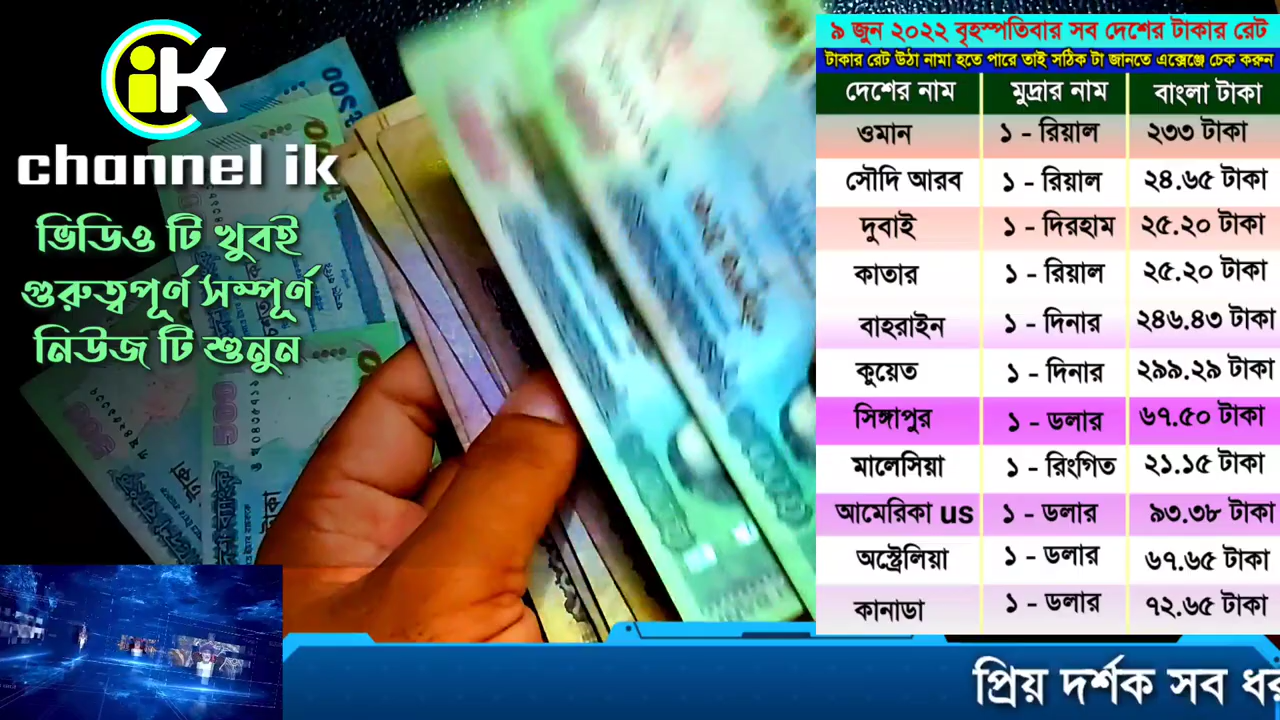 iK
channel ik
ভিডিও টি খুবই
গুরুত্বপূর্ণ সম্পূর্ণ
নিউজ টি শুনুন
৯ জুন ২০২২ বৃহস্পতিবার সব দেশের টাকার রেট
টাকার রেট উঠা নামা হতে পারে তাই সঠিক টা জানতে এক্সেঞ্জে চেক করুন
দেশের নাম মুদ্রার নাম বাংলা টাকা
ওমান ১ - রিয়াল ২৩৩ টাকা
সৌদি আরব ১ - রিয়াল ২৪.৬৫ টাকা
দুবাই ১ - দিরহাম ২৫.২০ টাকা
কাতার ১ - রিয়াল ২৫.২০ টাকা
বাহরাইন ১ - দিনার ২৪৬.৪৩ টাকা
কুয়েত ১ - দিনার ২৯৯.২৯ টাকা
সিঙ্গাপুর ১ - ডলার ৬৭.৫০ টাকা
মালেসিয়া ১ - রিংগিত ২১.১৫ টাকা
আমেরিকা us ১ - ডলার ৯৩.৩৮ টাকা
অস্ট্রেলিয়া ১ - ডলার ৬৭.৬৫ টাকা
কানাডা ১ - ডলার ৭২.৬৫ টাকা
500
প্রিয় দর্শক সব ধর